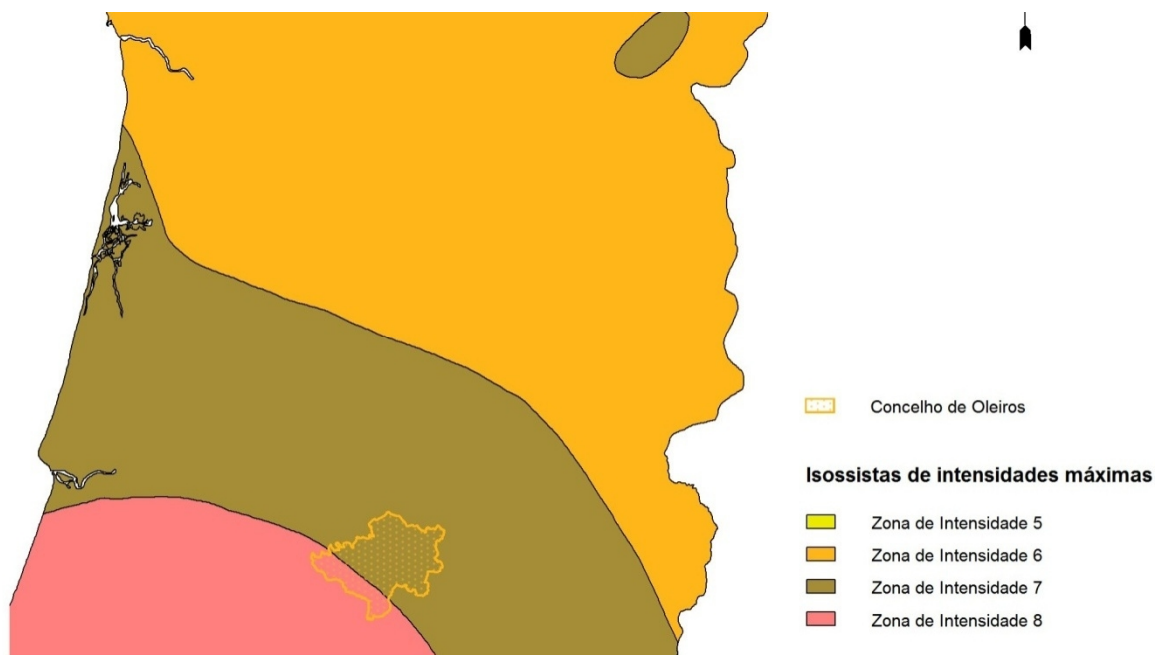 Concelho de Oleiros
Isossistas de intensidades máximas
Zona de Intensidade 5
Zona de Intensidade 6
Zona de Intensidade 7
Zona de Intensidade 8